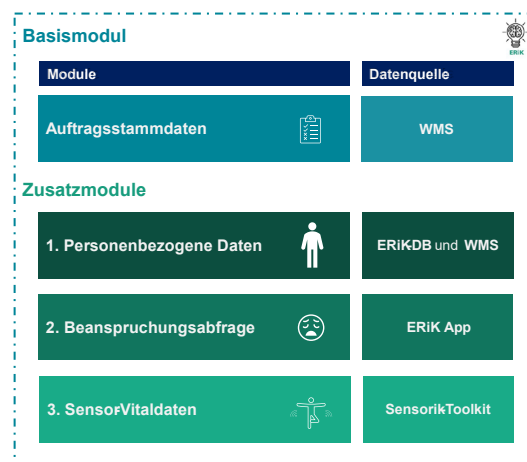 Basismodul
ERiK
Module
Datenquelle
Auftragsstammdaten
WMS
Zusatzmodule
1. Personenbezogene Daten
ERiK-DB und WMS
2. Beanspruchungsabfrage
ERiK App
3. Sensor-Vitaldaten
Sensorik-Toolkit